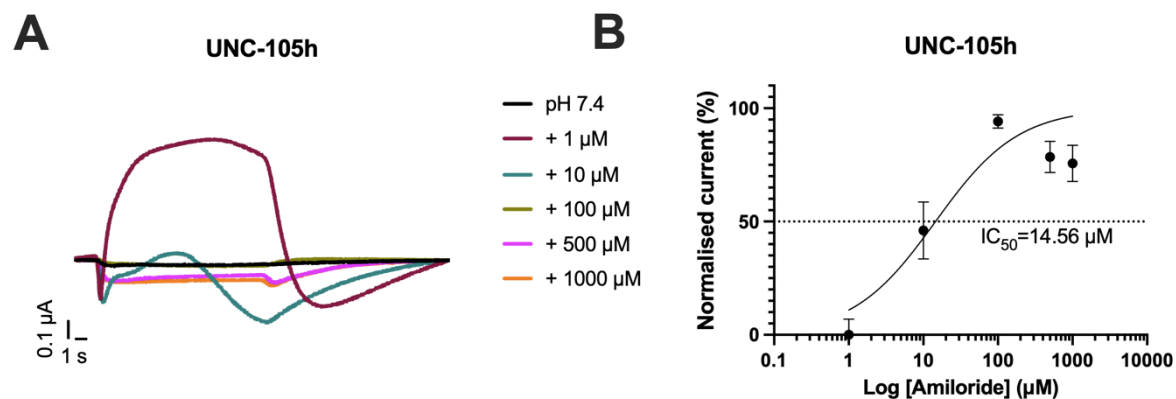 A
UNC-105h
pH 7.4
+ 1 µM
+ 10 µM
+ 100 µM
+ 500 µM
+ 1000 µM
0.1 µA
1 s
B
UNC-105h
Normalised current (%)
100
50
0
IC50=14.56 µM
0.1
1
10
100
1000
10000
Log [Amiloride] (µM)